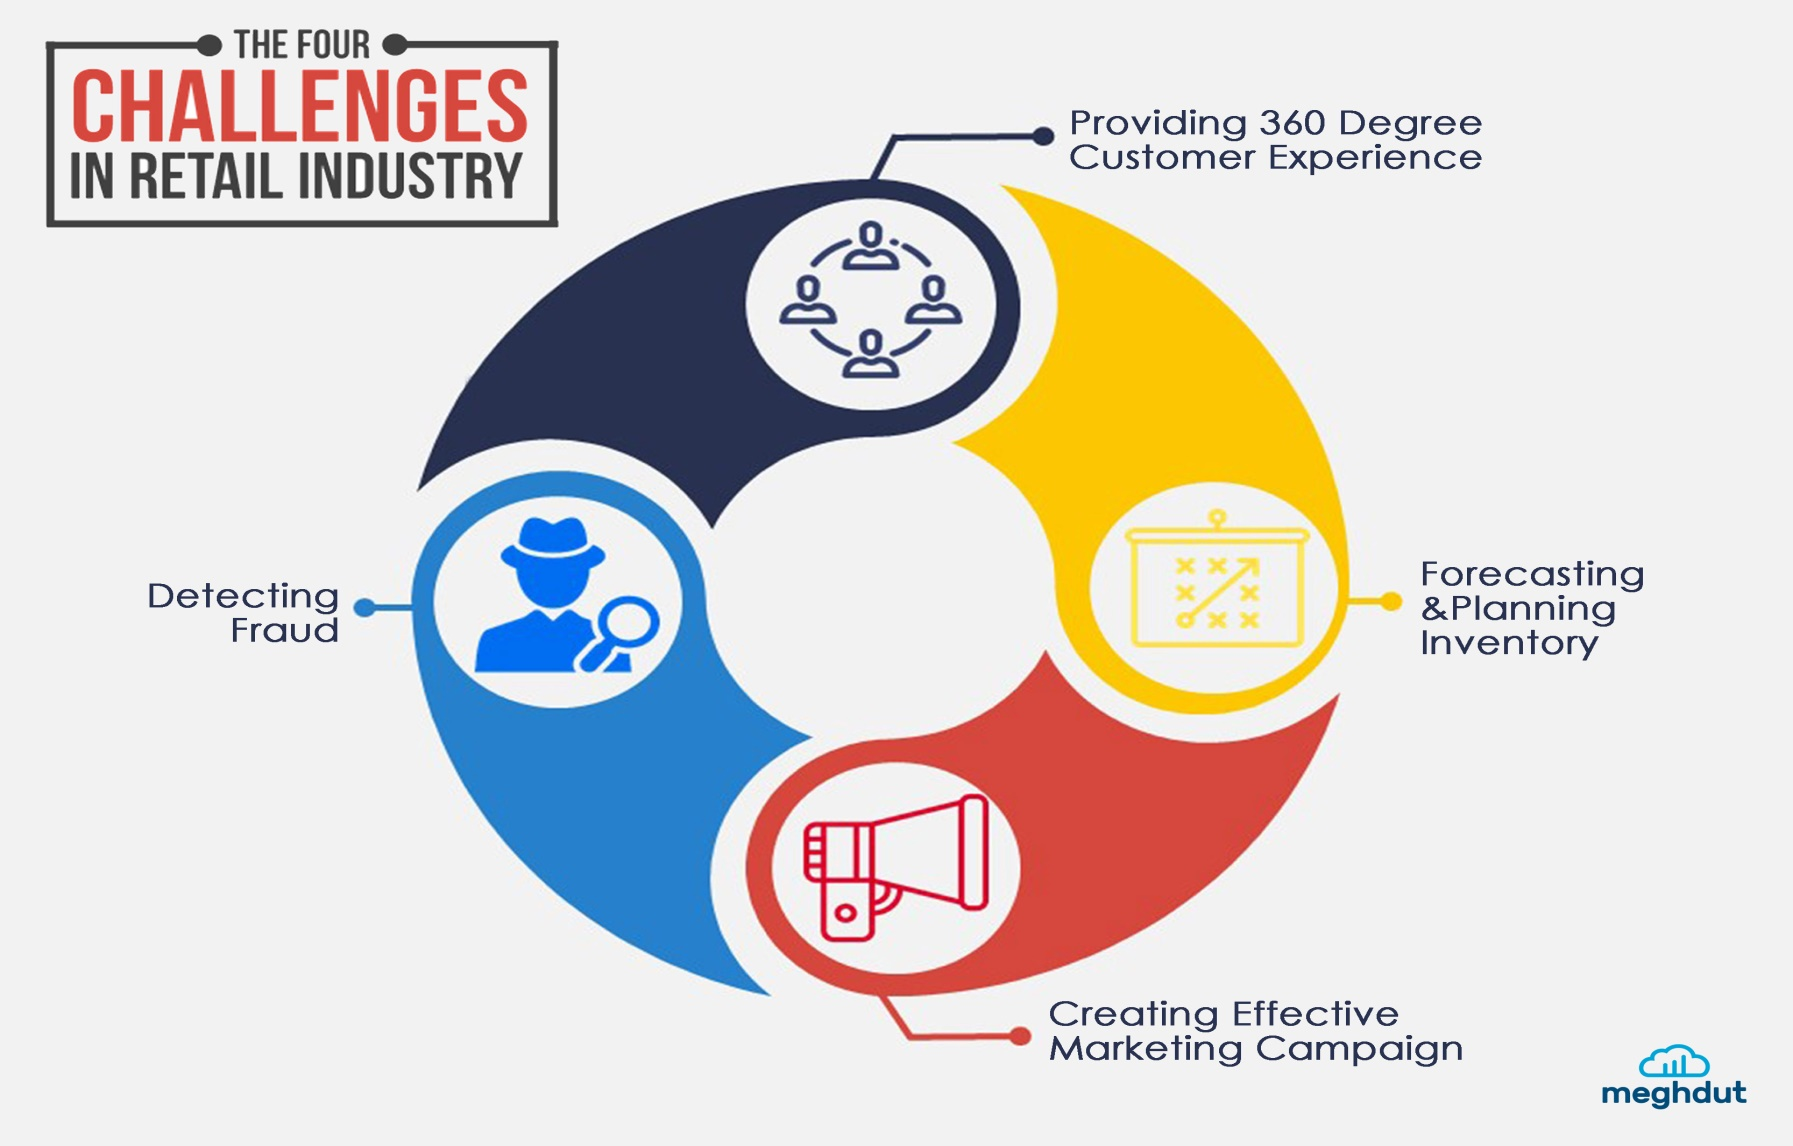 THE FOUR
CHALLENGES
IN RETAIL INDUSTRY
Providing 360 Degree
Customer Experience
Forecasting
&Planning
Inventory
Detecting
Fraud
Creating Effective
Marketing Campaign
meghdut